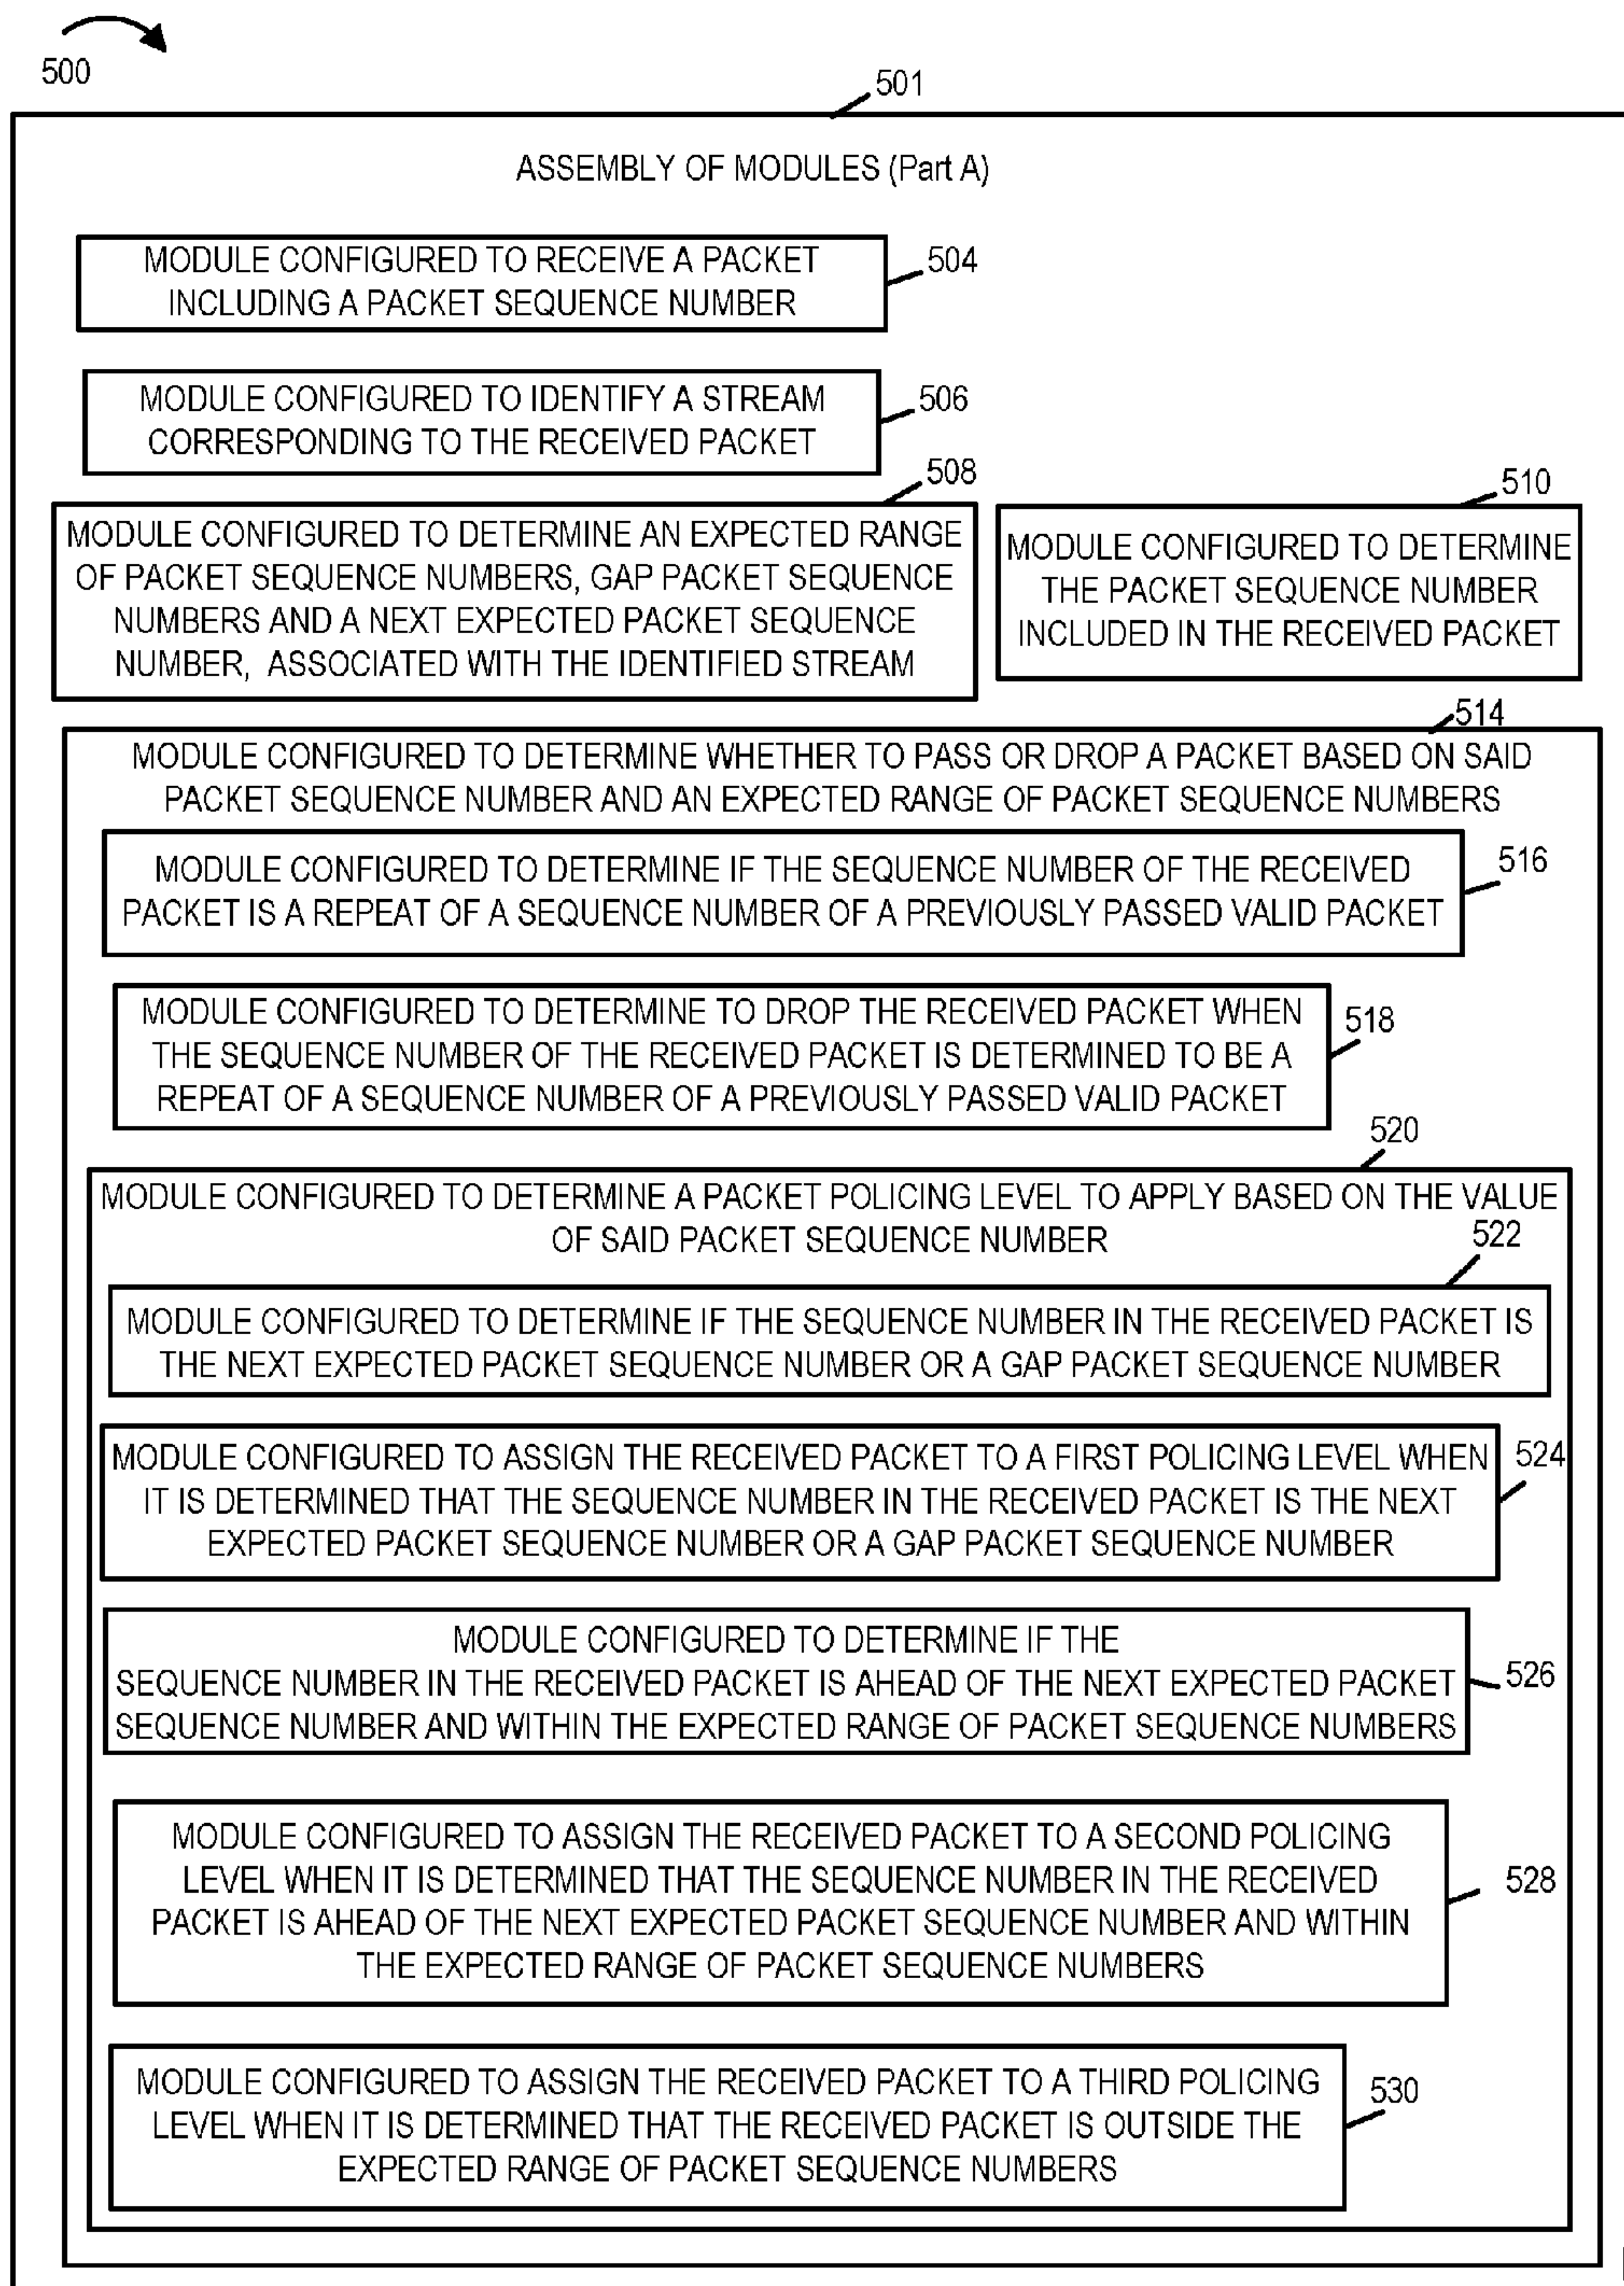 500
501
ASSEMBLY OF MODULES (Part A)
MODULE CONFIGURED TO RECEIVE A PACKET
INCLUDING A PACKET SEQUENCE NUMBER
504
MODULE CONFIGURED TO IDENTIFY A STREAM
CORRESPONDING TO THE RECEIVED PACKET
506
508
MODULE CONFIGURED TO DETERMINE AN EXPECTED RANGE
OF PACKET SEQUENCE NUMBERS, GAP PACKET SEQUENCE
NUMBERS AND A NEXT EXPECTED PACKET SEQUENCE
NUMBER, ASSOCIATED WITH THE IDENTIFIED STREAM
510
MODULE CONFIGURED TO DETERMINE
THE PACKET SEQUENCE NUMBER
INCLUDED IN THE RECEIVED PACKET
514
MODULE CONFIGURED TO DETERMINE WHETHER TO PASS OR DROP A PACKET BASED ON SAID
PACKET SEQUENCE NUMBER AND AN EXPECTED RANGE OF PACKET SEQUENCE NUMBERS
MODULE CONFIGURED TO DETERMINE IF THE SEQUENCE NUMBER OF THE RECEIVED
PACKET IS A REPEAT OF A SEQUENCE NUMBER OF A PREVIOUSLY PASSED VALID PACKET
516
MODULE CONFIGURED TO DETERMINE TO DROP THE RECEIVED PACKET WHEN
THE SEQUENCE NUMBER OF THE RECEIVED PACKET IS DETERMINED TO BE A
REPEAT OF A SEQUENCE NUMBER OF A PREVIOUSLY PASSED VALID PACKET
518
520
MODULE CONFIGURED TO DETERMINE A PACKET POLICING LEVEL TO APPLY BASED ON THE VALUE
OF SAID PACKET SEQUENCE NUMBER
522
MODULE CONFIGURED TO DETERMINE IF THE SEQUENCE NUMBER IN THE RECEIVED PACKET IS
THE NEXT EXPECTED PACKET SEQUENCE NUMBER OR A GAP PACKET SEQUENCE NUMBER
MODULE CONFIGURED TO ASSIGN THE RECEIVED PACKET TO A FIRST POLICING LEVEL WHEN
IT IS DETERMINED THAT THE SEQUENCE NUMBER IN THE RECEIVED PACKET IS THE NEXT
EXPECTED PACKET SEQUENCE NUMBER OR A GAP PACKET SEQUENCE NUMBER
524
MODULE CONFIGURED TO DETERMINE IF THE
SEQUENCE NUMBER IN THE RECEIVED PACKET IS AHEAD OF THE NEXT EXPECTED PACKET
SEQUENCE NUMBER AND WITHIN THE EXPECTED RANGE OF PACKET SEQUENCE NUMBERS
526
MODULE CONFIGURED TO ASSIGN THE RECEIVED PACKET TO A SECOND POLICING
LEVEL WHEN IT IS DETERMINED THAT THE SEQUENCE NUMBER IN THE RECEIVED
PACKET IS AHEAD OF THE NEXT EXPECTED PACKET SEQUENCE NUMBER AND WITHIN
THE EXPECTED RANGE OF PACKET SEQUENCE NUMBERS
528
MODULE CONFIGURED TO ASSIGN THE RECEIVED PACKET TO A THIRD POLICING
LEVEL WHEN IT IS DETERMINED THAT THE RECEIVED PACKET IS OUTSIDE THE
EXPECTED RANGE OF PACKET SEQUENCE NUMBERS
530